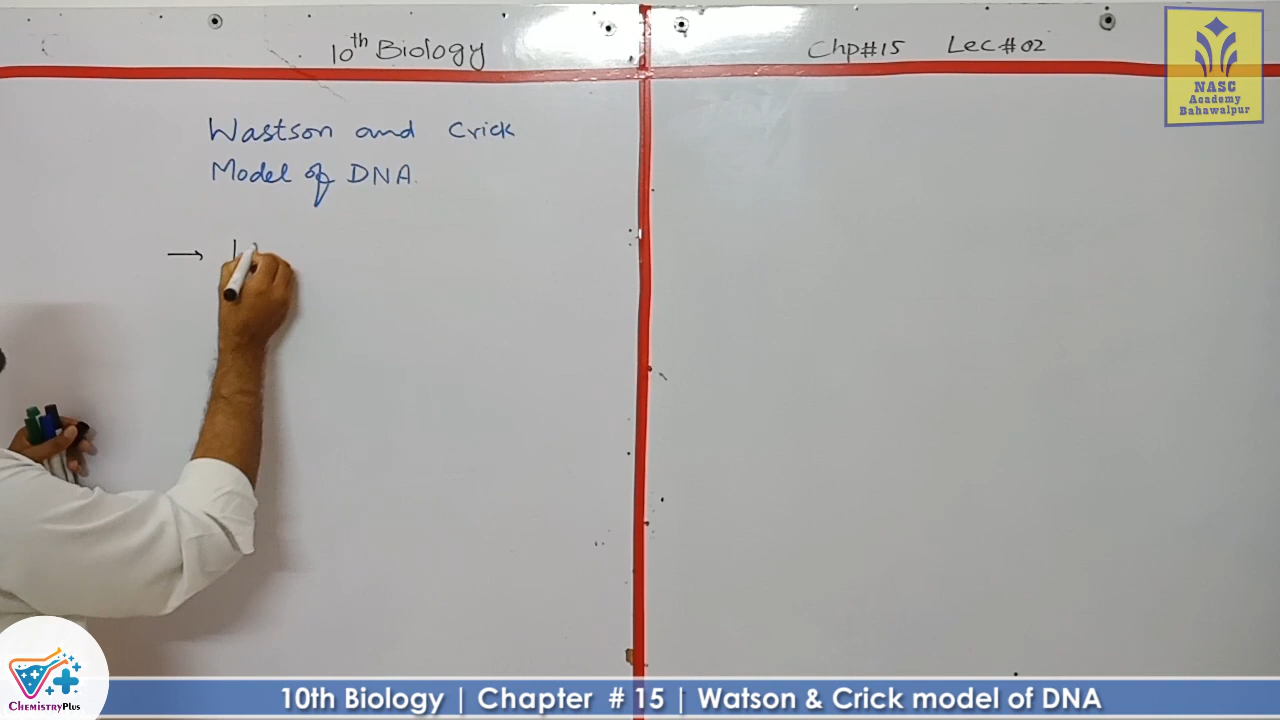 10th Biology
Chp#15 Lec#02
NASC
Academy
Bahawalpur
Wastson and Crick
Model of DNA.
→
CHEMISTRYPLUS
10th Biology | Chapter # 15 | Watson & Crick model of DNA